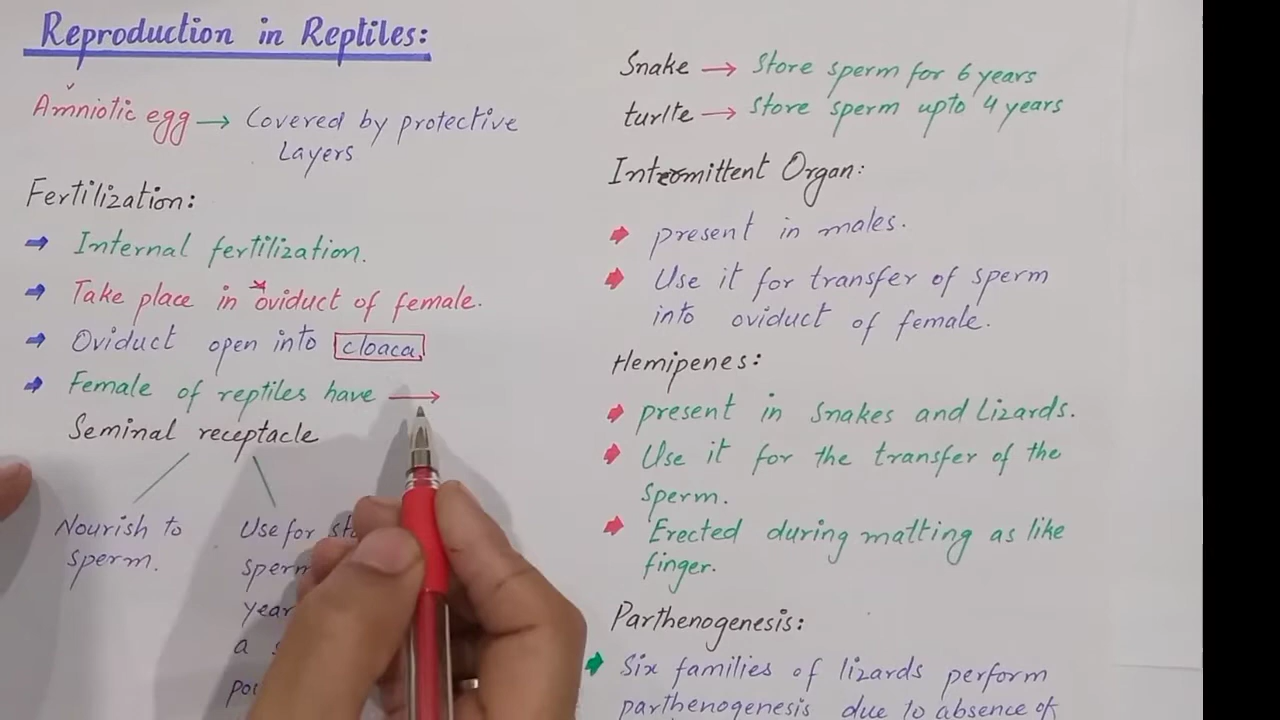 Reproduction in Reptiles:
Amniotic egg → Covered by protective
Layers
Fertilization:
Internal fertilization.
Take place in oviduct of female.
Oviduct open into cloaca.
Female of reptiles have →
Seminal receptacle
Nourish to
sperm.
Use for
sperm
year
a
Snake → Store sperm for 6 years
turlte → Store sperm upto 4 years
Intromittent Organ:
present in males.
Use it for transfer of sperm
into oviduct of female.
Hemipenes:
present in Snakes and Lizards.
Use it for the transfer of the
sperm.
Erected during matting as like
finger.
Parthenogenesis:
Six families of lizards perform
parthenogenesis due to absence of